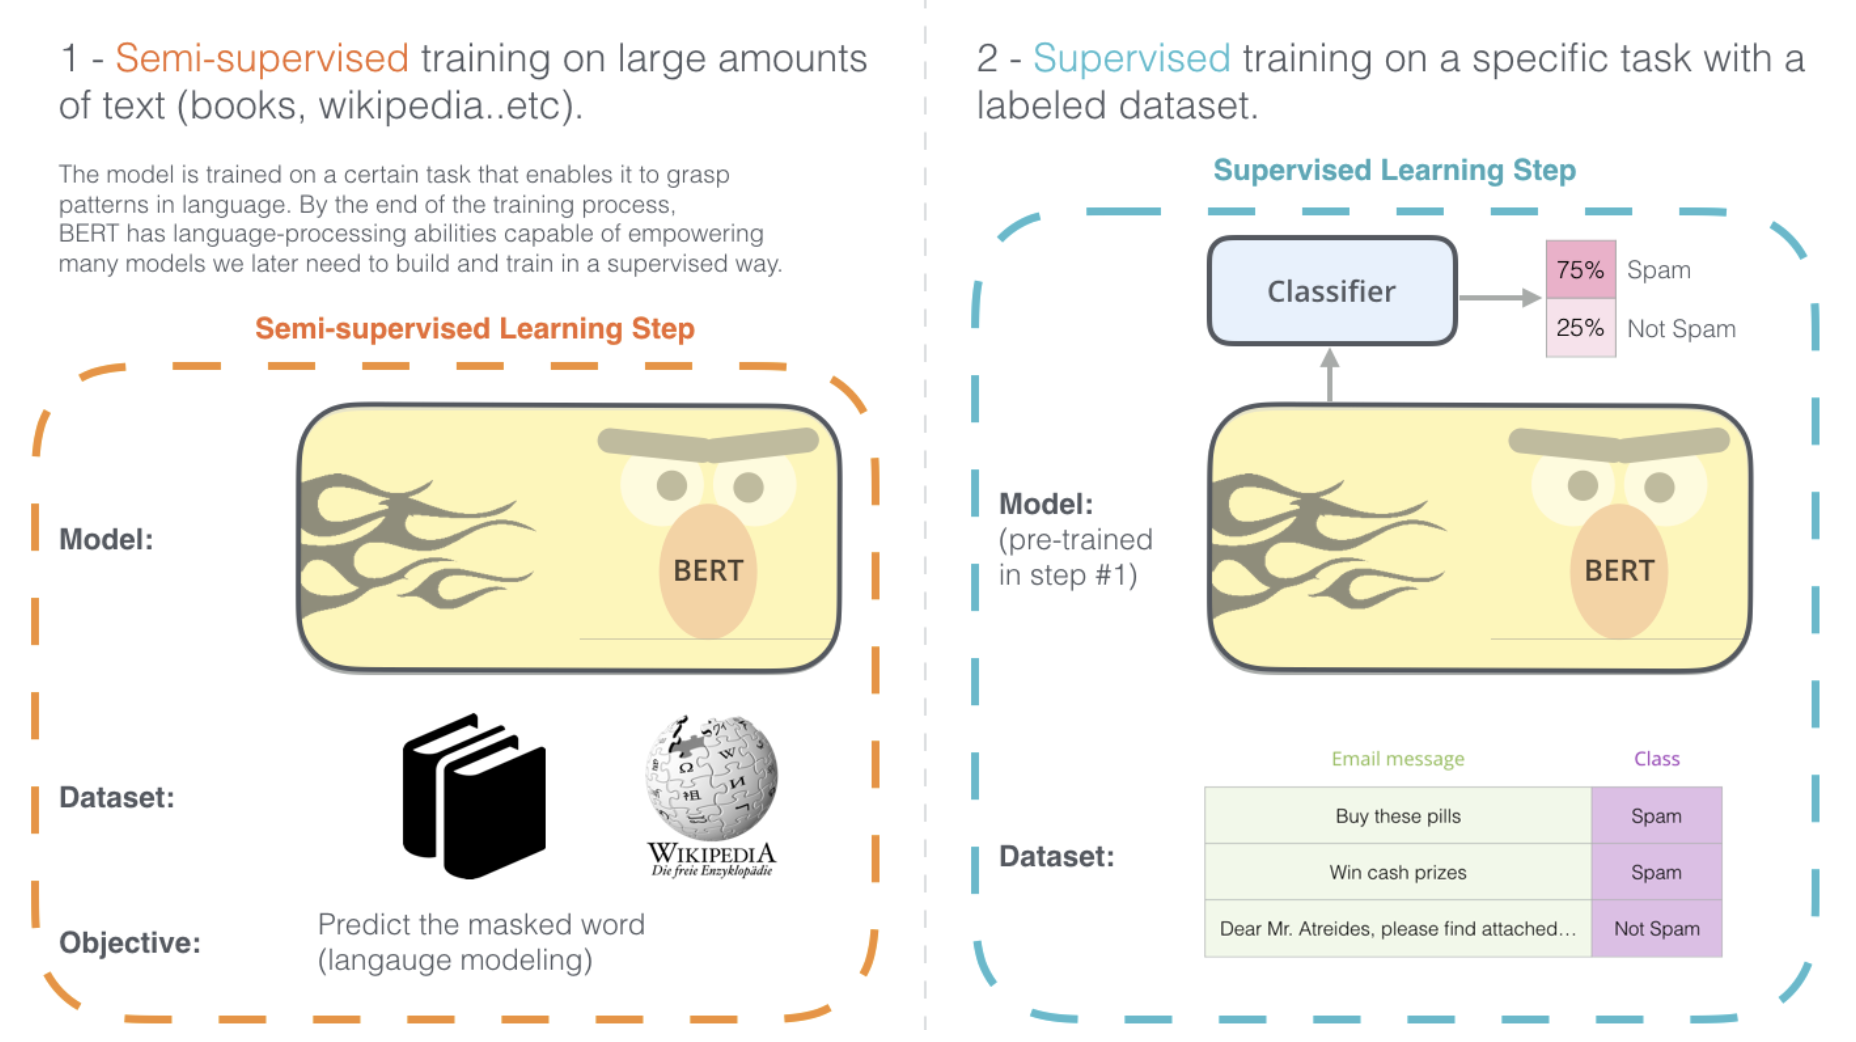 1 - Semi-supervised training on large amounts
of text (books, wikipedia..etc).
The model is trained on a certain task that enables it to grasp
patterns in language. By the end of the training process,
BERT has language-processing abilities capable of empowering
many models we later need to build and train in a supervised way.
Semi-supervised Learning Step
Model:
BERT
Dataset:
WIKIPEDIA
Die freie Enzyklopädie
Objective:
Predict the masked word
(langauge modeling)
2 - Supervised training on a specific task with a
labeled dataset.
Supervised Learning Step
Classifier
75% Spam
25% Not Spam
Model:
(pre-trained
in step #1)
BERT
Dataset:
Email message Class
Buy these pills Spam
Win cash prizes Spam
Dear Mr. Atreides, please find attached... Not Spam